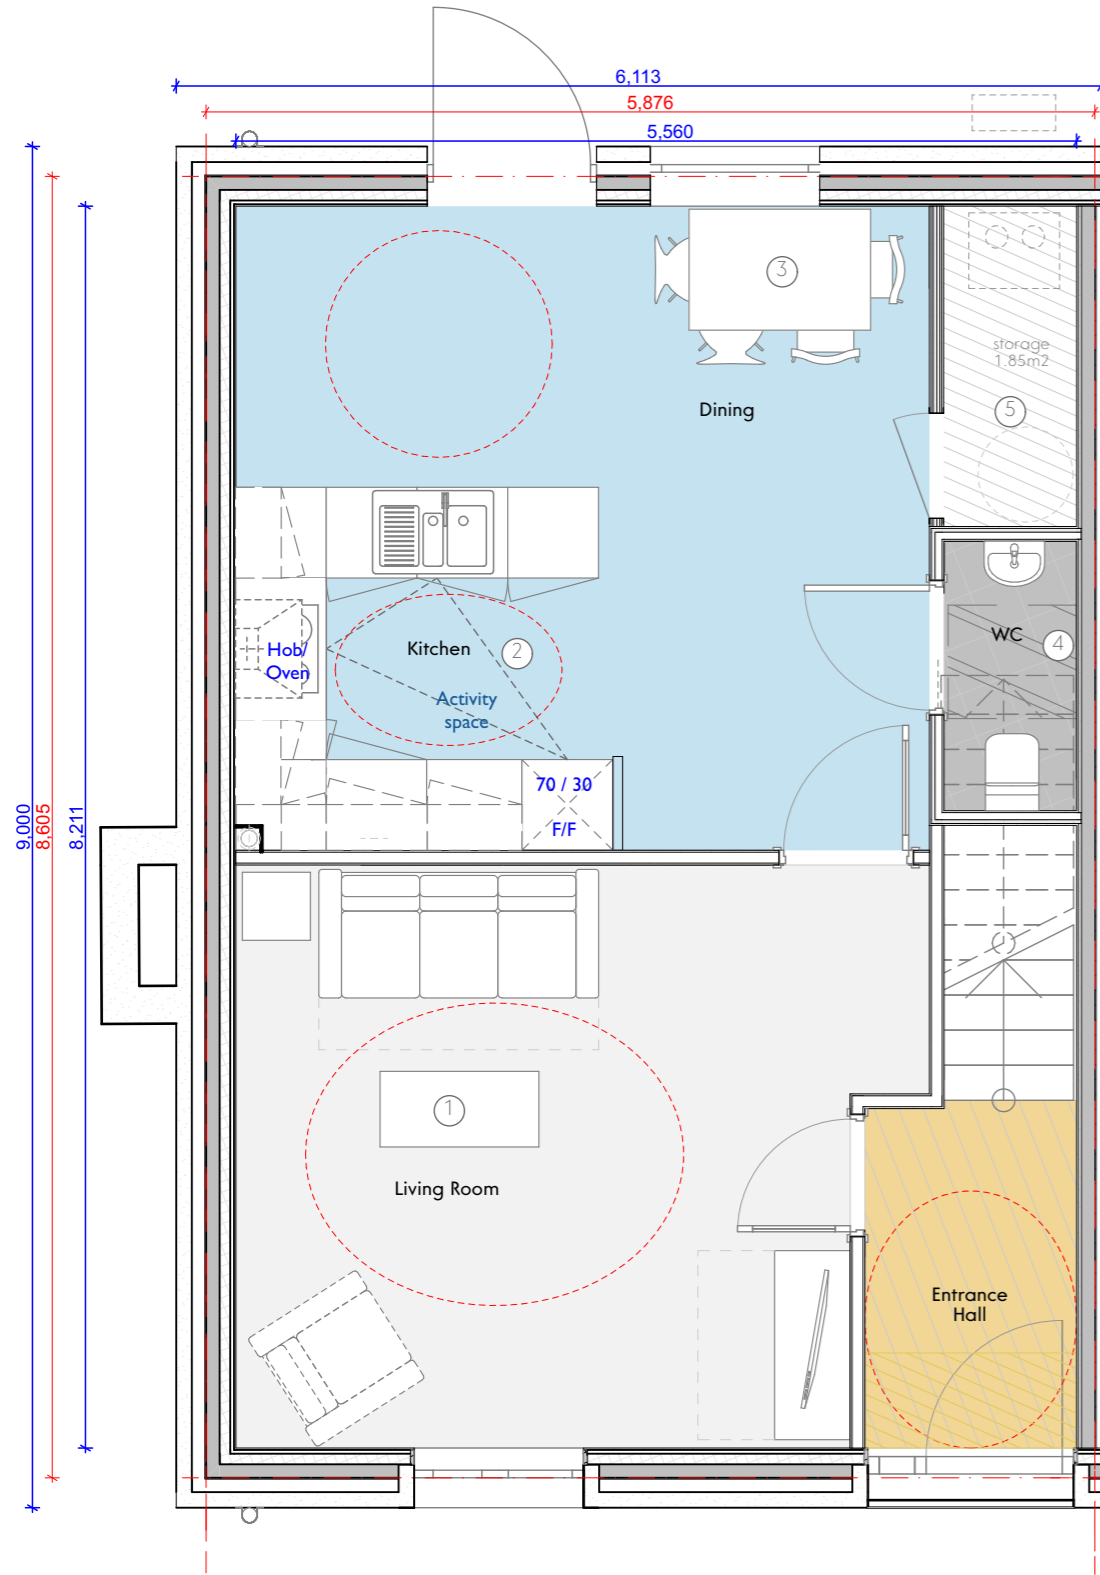 6,113
5,876
5,560
3
storage
1.85m2
5
Dining
WC
4
Kitchen
2
Hob/
Oven
Activity
space
70 / 30
F/F
9,000
8,605
8,211
1
Living Room
Entrance
Hall